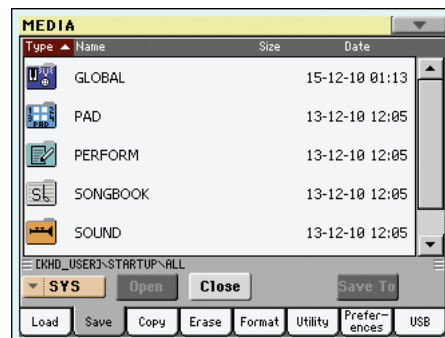 MEDIA
Type Name Size Date
GLOBAL 15-12-10 01:13
PAD 13-12-10 12:05
PERFORM 13-12-10 12:05
SONGBOOK 13-12-10 12:05
SOUND 13-12-10 12:05
[KHD_USER]\STARTUP\ALL
SYS Open Close Save To
Load Save Copy Erase Format Utility Prefer-ences USB